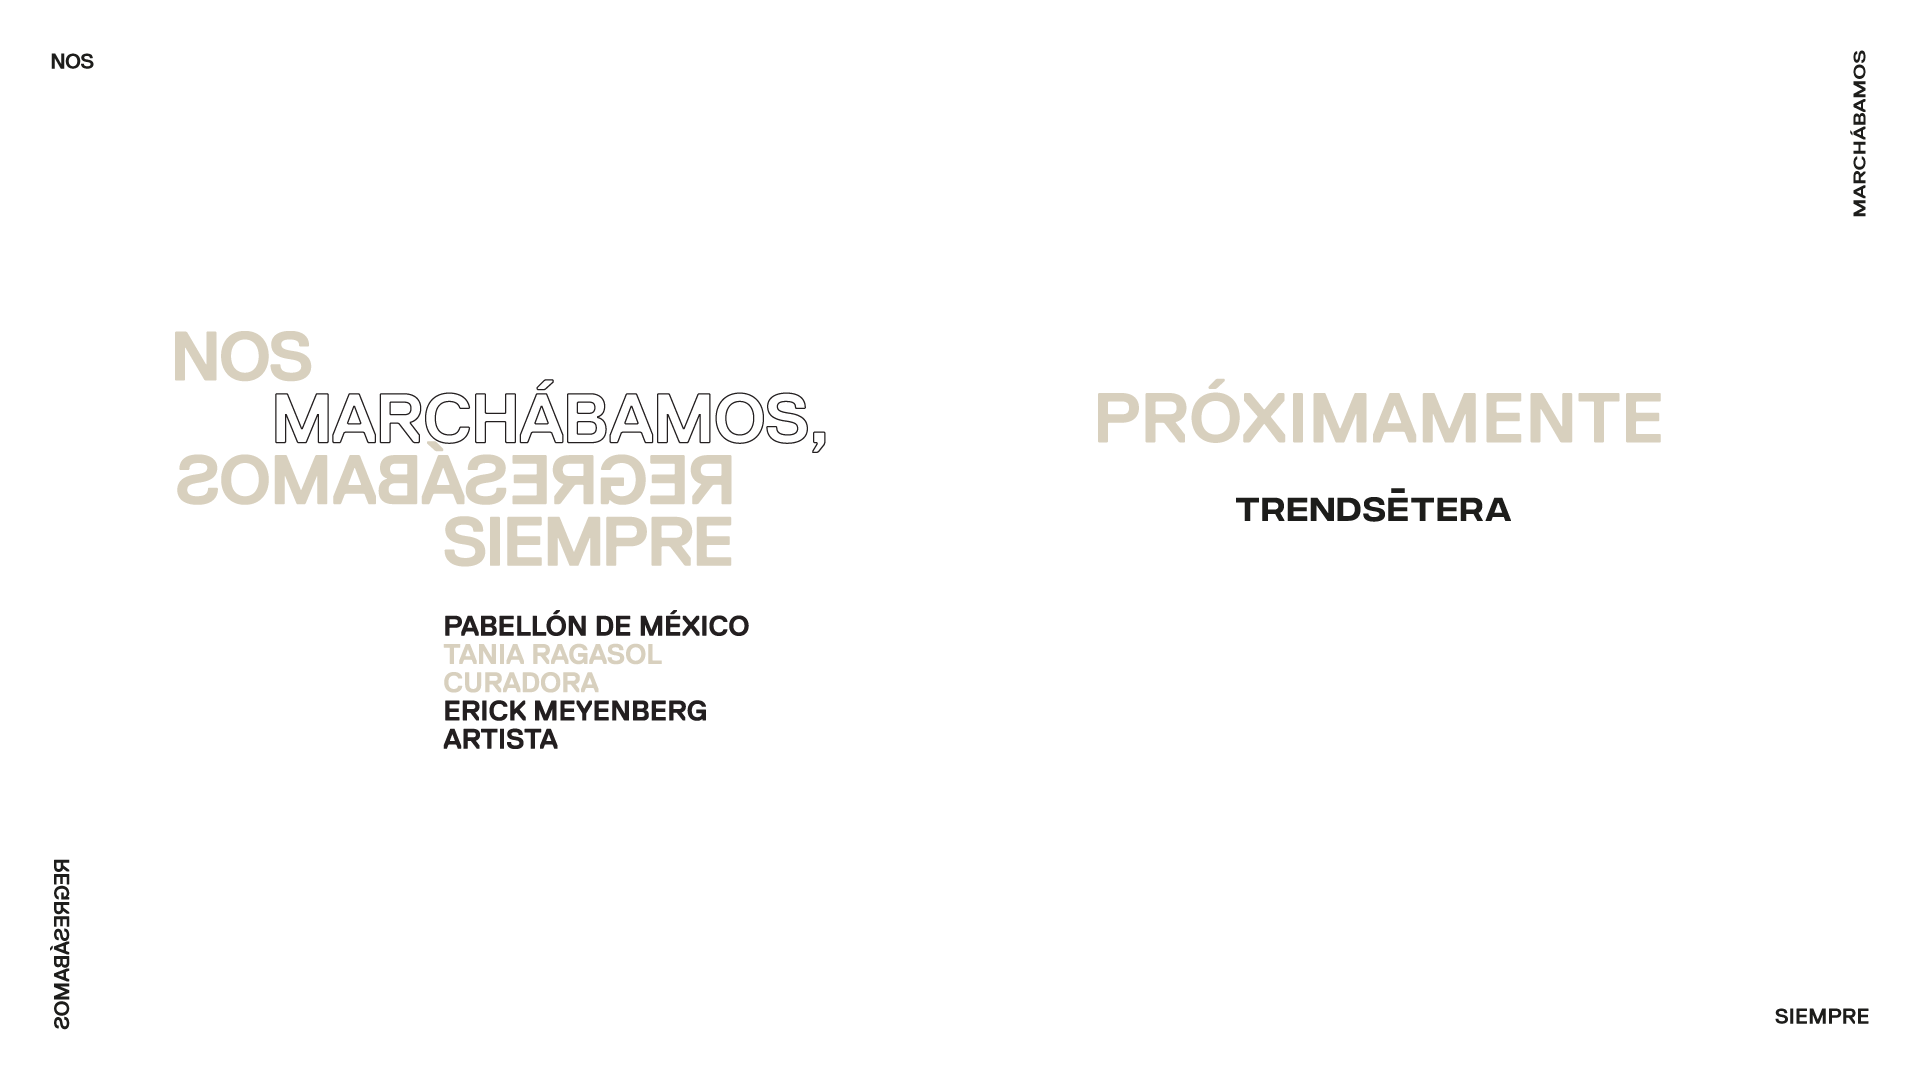 NOS
MARCHÁBAMOS
NOS
MARCHÁBAMOS,
REGRESÁBAMOS
SIEMPRE
PABELLÓN DE MÉXICO
TANIA RAGASOL
CURADORA
ERICK MEYENBERG
ARTISTA
PRÓXIMAMENTE
TRENDSĒTERA
REGRESÁBAMOS
SIEMPRE